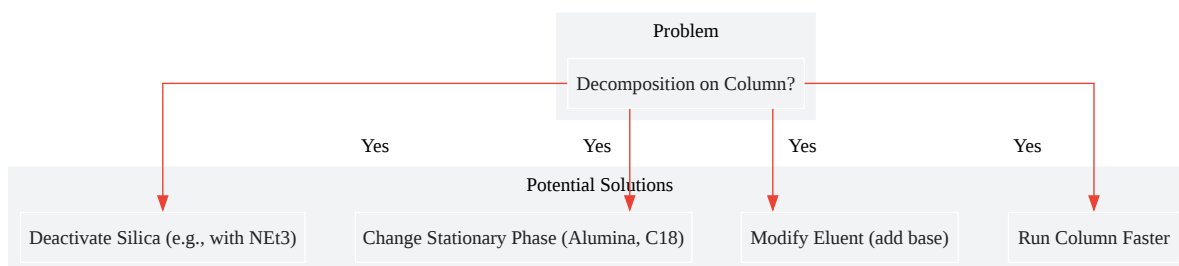 Problem
Decomposition on Column?
Yes Yes Yes Yes
Potential Solutions
Deactivate Silica (e.g., with NEt3) Change Stationary Phase (Alumina, C18) Modify Eluent (add base) Run Column Faster